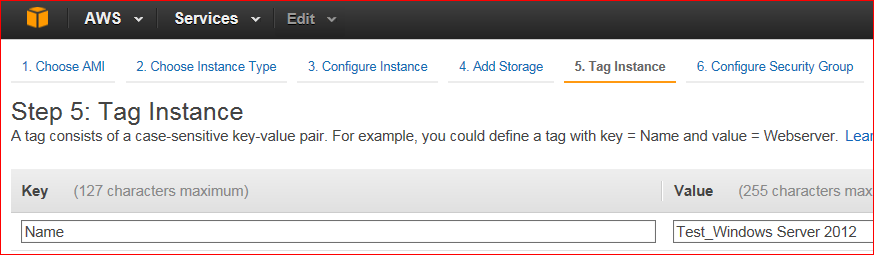 AWS Services Edit
1. Choose AMI 2. Choose Instance Type 3. Configure Instance 4. Add Storage 5. Tag Instance 6. Configure Security Group
Step 5: Tag Instance
A tag consists of a case-sensitive key-value pair. For example, you could define a tag with key = Name and value = Webserver. Lear
Key (127 characters maximum) Value (255 characters max
Name Test_Windows Server 2012